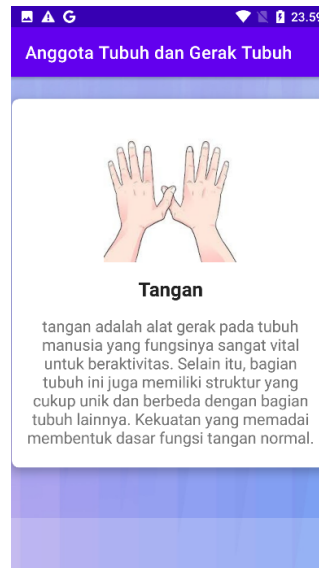 23.59
Anggota Tubuh dan Gerak Tubuh
Tangan
tangan adalah alat gerak pada tubuh
manusia yang fungsinya sangat vital
untuk beraktivitas. Selain itu, bagian
tubuh ini juga memiliki struktur yang
cukup unik dan berbeda dengan bagian
tubuh lainnya. Kekuatan yang memadai
membentuk dasar fungsi tangan normal.